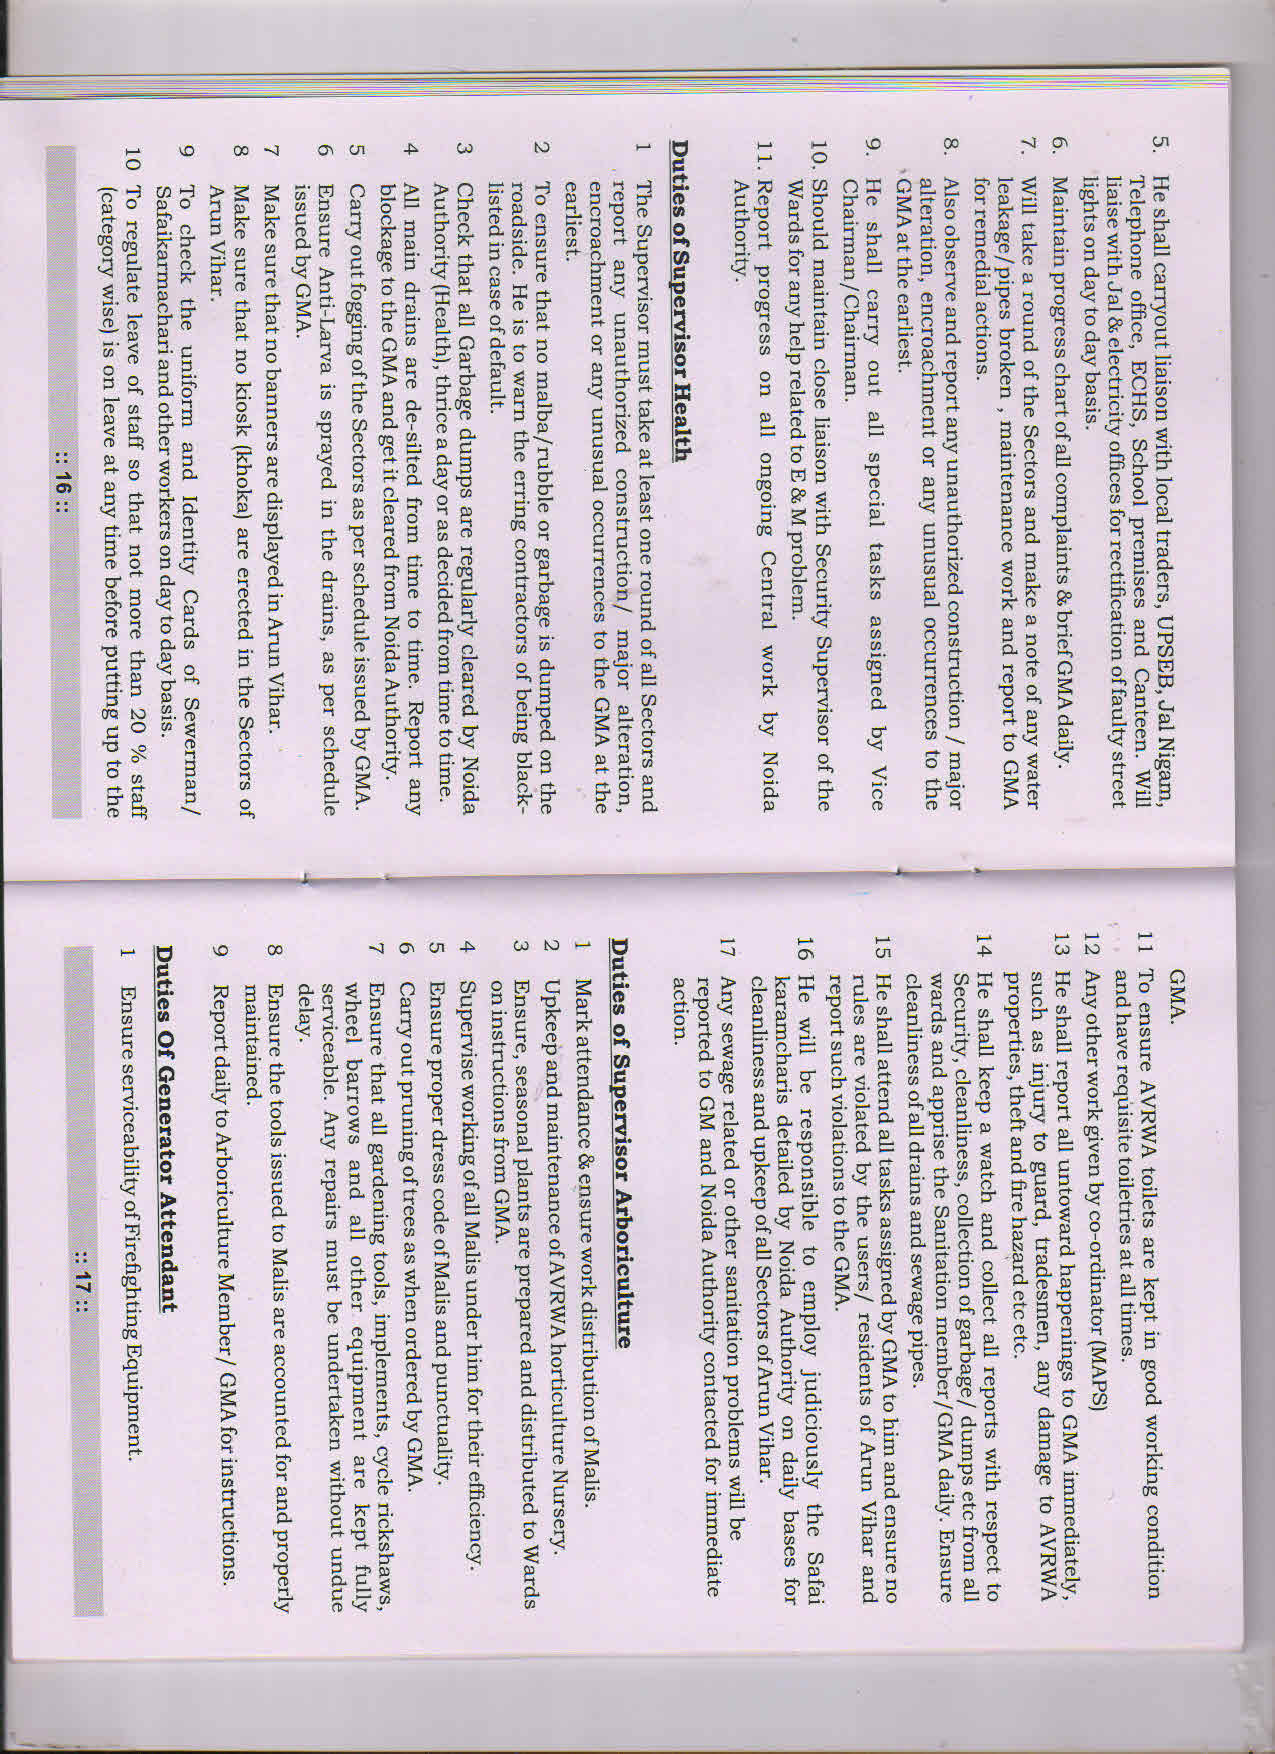 5. He shall carryout liaison with local traders, UPSEB, Jal Nigam,
Telephone office, ECHS, School premises and Canteen. Will
liaise with Jal & electricity offices for rectification of faulty street
lights on day to day basis.
6. Maintain progress chart of all complaints & brief GMA daily.
7. Will take a round of the Sectors and make a note of any water
leakage/pipes broken , maintenance work and report to GMA
for remedial actions.
8. Also observe and report any unauthorized construction / major
alteration, encroachment or any unusual occurrences to the
GMA at the earliest.
9. He shall carry out all special tasks assigned by Vice
Chairman/Chairman.
10. Should maintain close liaison with Security Supervisor of the
Wards for any help related to E & M problem.
11. Report progress on all ongoing Central work by Noida
Authority.
Duties of Supervisor Health
1 The Supervisor must take at least one round of all Sectors and
report any unauthorized construction/ major alteration,
encroachment or any unusual occurrences to the GMA at the
earliest.
2 To ensure that no malba/rubble or garbage is dumped on the
roadside. He is to warn the erring contractors of being black-
listed in case of default.
3 Check that all Garbage dumps are regularly cleared by Noida
Authority (Health), thrice a day or as decided from time to time.
4 All main drains are de-silted from time to time. Report any
blockage to the GMA and get it cleared from Noida Authority.
5 Carry out fogging of the Sectors as per schedule issued by GMA.
6 Ensure Anti-Larva is sprayed in the drains, as per schedule
issued by GMA.
7 Make sure that no banners are displayed in Arun Vihar.
8 Make sure that no kiosk (khoka) are erected in the Sectors of
Arun Vihar.
9 To check the uniform and Identity Cards of Sewerman/
Safaikarmachari and other workers on day to day basis.
10 To regulate leave of staff so that not more than 20 % staff
(category wise) is on leave at any time before putting up to the
:: 16 ::
GMA.
11 To ensure AVRWA toilets are kept in good working condition
and have requisite toiletries at all times.
12 Any other work given by co-ordinator (MAPS)
13 He shall report all untoward happenings to GMA immediately,
such as injury to guard, tradesmen, any damage to AVRWA
properties, theft and fire hazard etc etc.
14 He shall keep a watch and collect all reports with respect to
Security, cleanliness, collection of garbage/ dumps etc from all
wards and apprise the Sanitation member/GMA daily. Ensure
cleanliness of all drains and sewage pipes.
15 He shall attend all tasks assigned by GMA to him and ensure no
rules are violated by the users/ residents of Arun Vihar and
report such violations to the GMA.
16 He will be responsible to employ judiciously the Safai
karamcharis detailed by Noida Authority on daily bases for
cleanliness and upkeep of all Sectors of Arun Vihar.
17 Any sewage related or other sanitation problems will be
reported to GM and Noida Authority contacted for immediate
action.
Duties of Supervisor Arboriculture
1 Mark attendance & ensure work distribution of Malis.
2 Upkeep and maintenance of AVRWA horticulture Nursery.
3 Ensure, seasonal plants are prepared and distributed to Wards
on instructions from GMA.
4 Supervise working of all Malis under him for their efficiency.
5 Ensure proper dress code of Malis and punctuality.
6 Carry out pruning of trees as when ordered by GMA.
7 Ensure that all gardening tools, implements, cycle rickshaws,
wheel barrows and all other equipment are kept fully
serviceable. Any repairs must be undertaken without undue
delay.
8 Ensure the tools issued to Malis are accounted for and properly
maintained.
9 Report daily to Arboriculture Member/ GMA for instructions.
Duties Of Generator Attendant
1 Ensure serviceability of Firefighting Equipment.
:: 17 ::